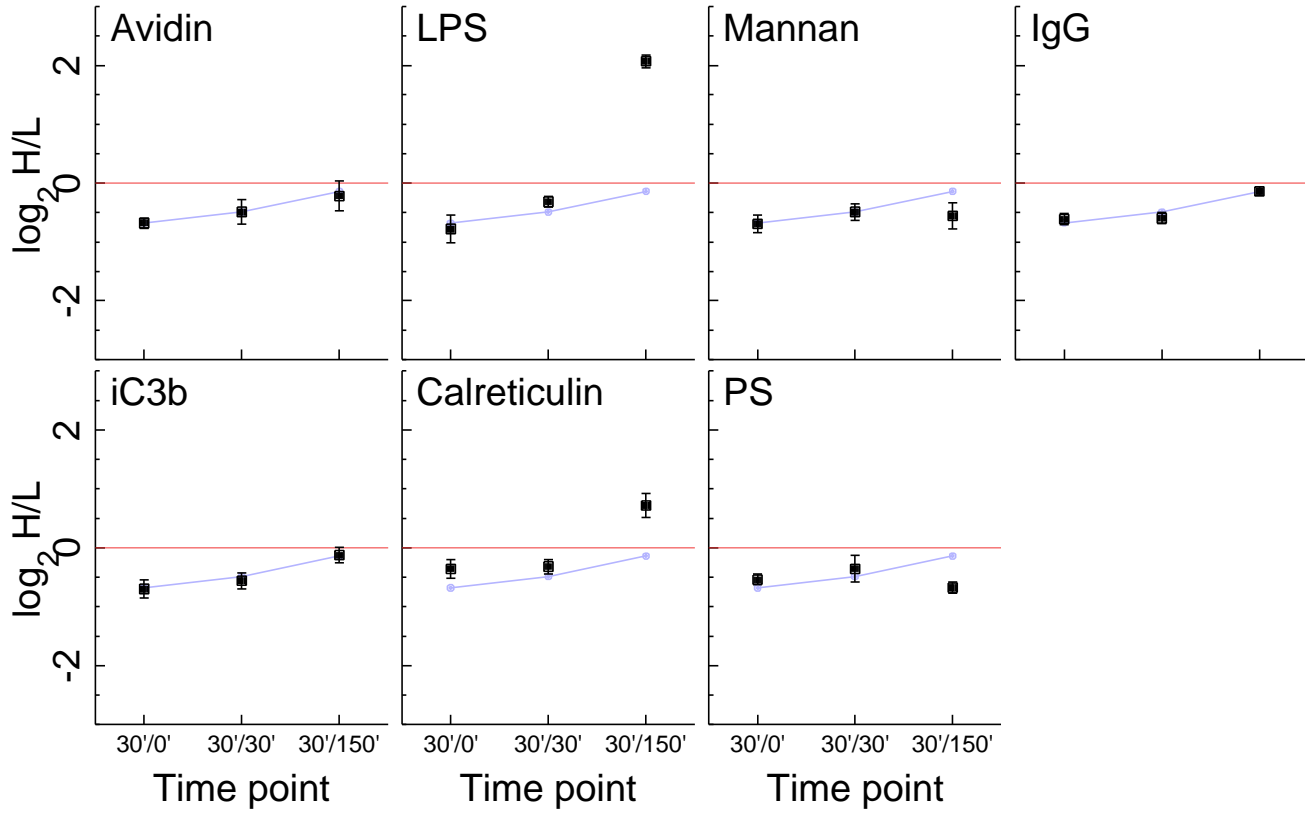 Avidin LPS Mannan IgG
2
0
-2
log2 H/L
iC3b Calreticulin PS
2
0
-2
log2 H/L
30'/0' 30'/30' 30'/150' 30'/0' 30'/30' 30'/150' 30'/0' 30'/30' 30'/150'
Time point Time point Time point